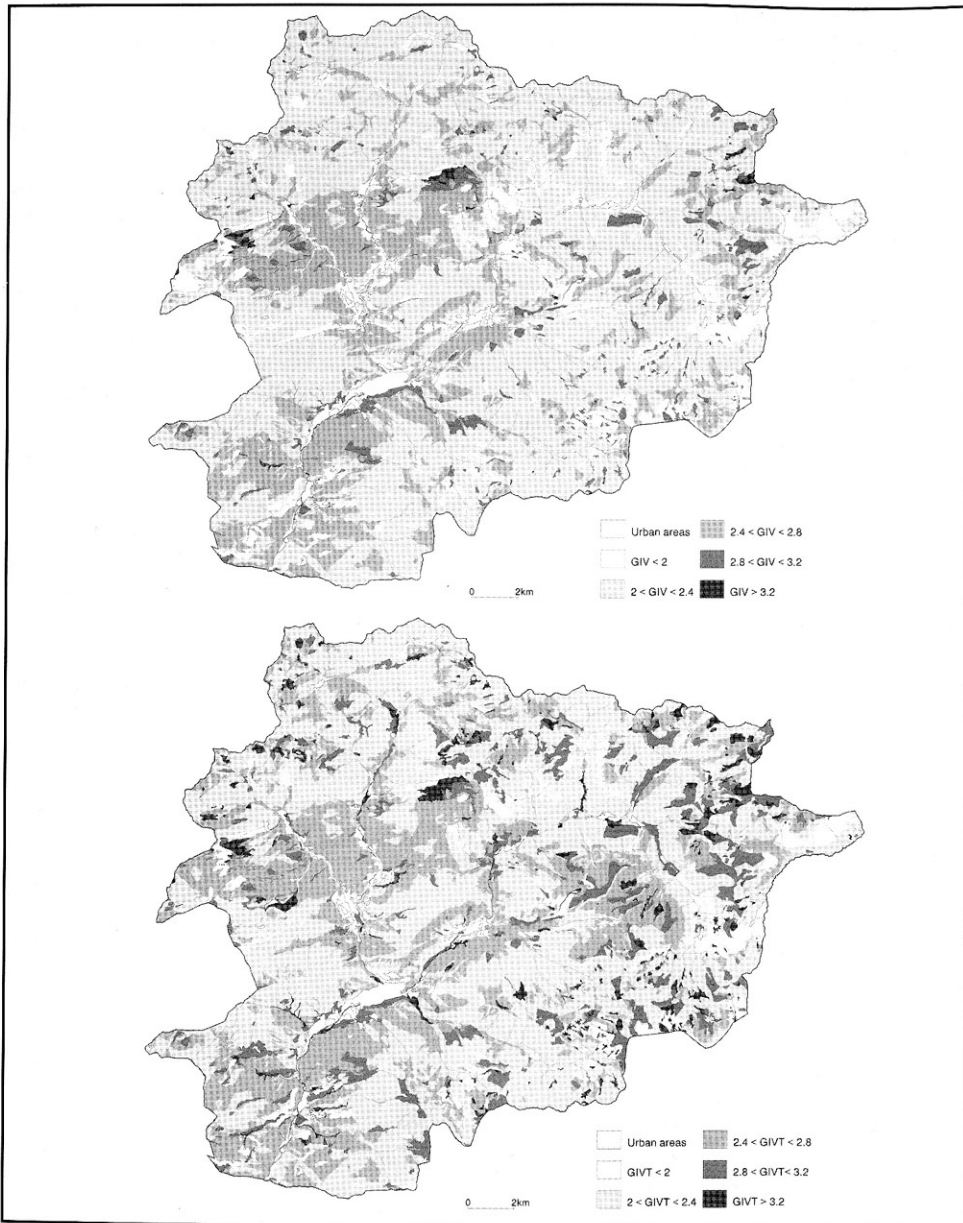 Urban areas 2.4 < GIV < 2.8
GIV < 2 2.8 < GIV < 3.2
2 < GIV < 2.4 GIV > 3.2
0 2km
Urban areas 2.4 < GIVT < 2.8
GIVT < 2 2.8 < GIVT< 3.2
2 < GIVT < 2.4 GIVT > 3.2
0 2km